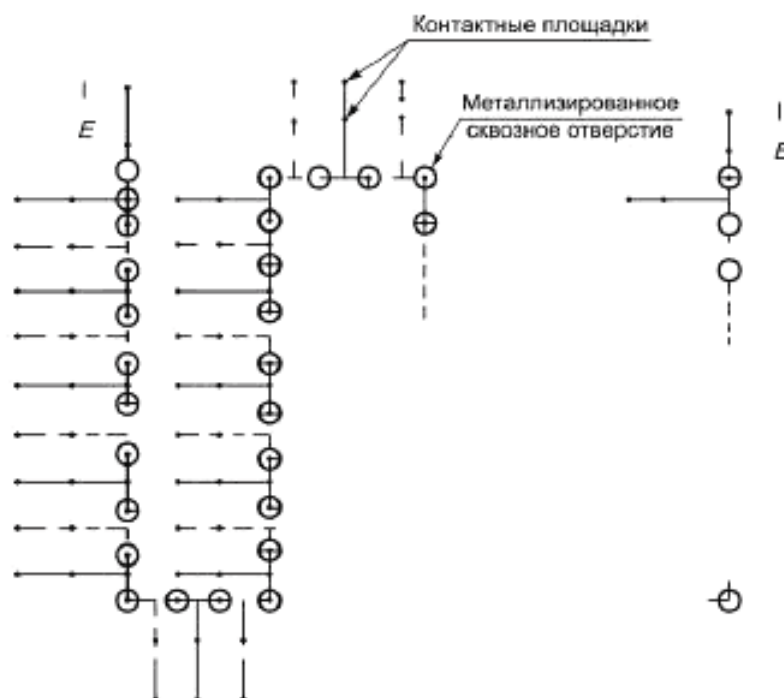 Контактные площадки
Металлизированное
сквозное отверстие
I
E
I
E